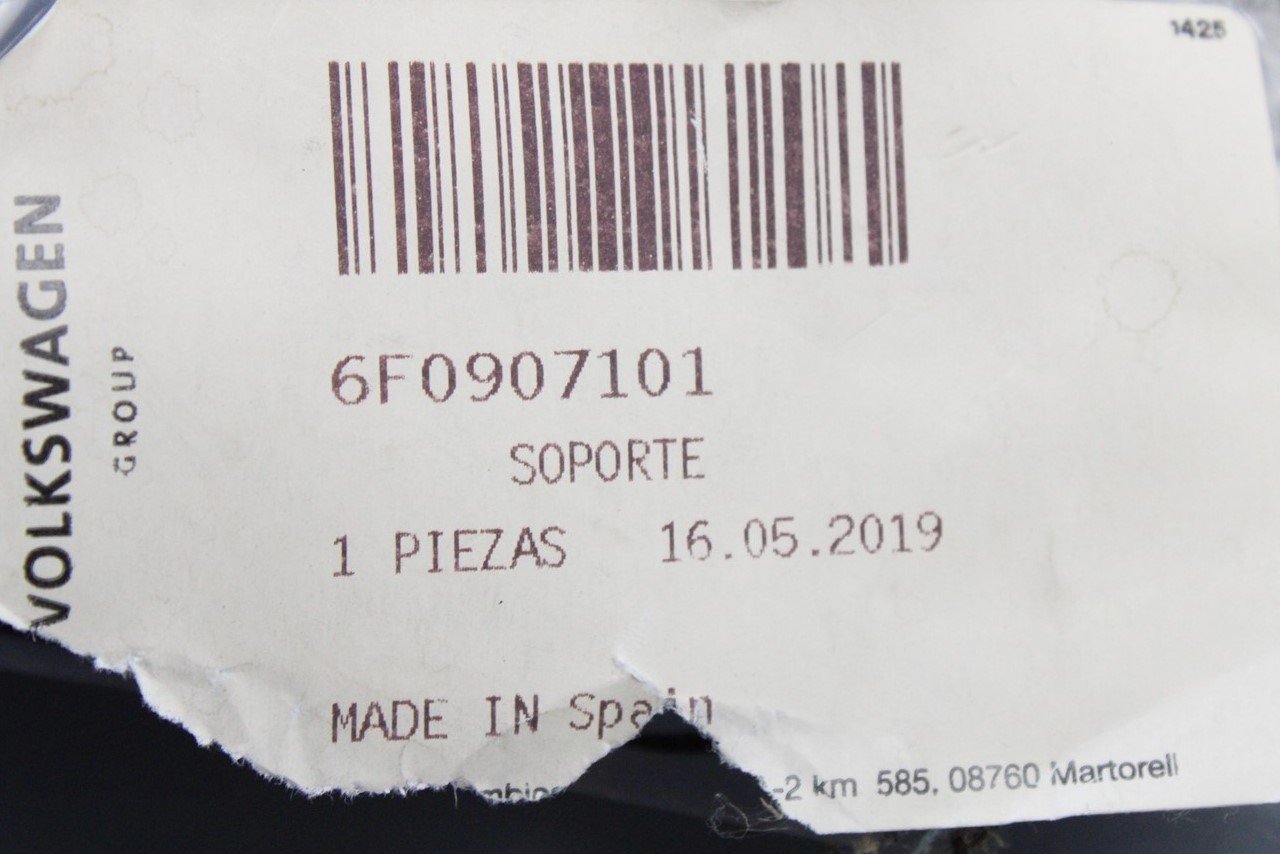 1425
VOLKSWAGEN
GROUP
6F0907101
SOPORTE
1 PIEZAS 16.05.2019
MADE IN Spain
-2 km 585, 08760 Martorell